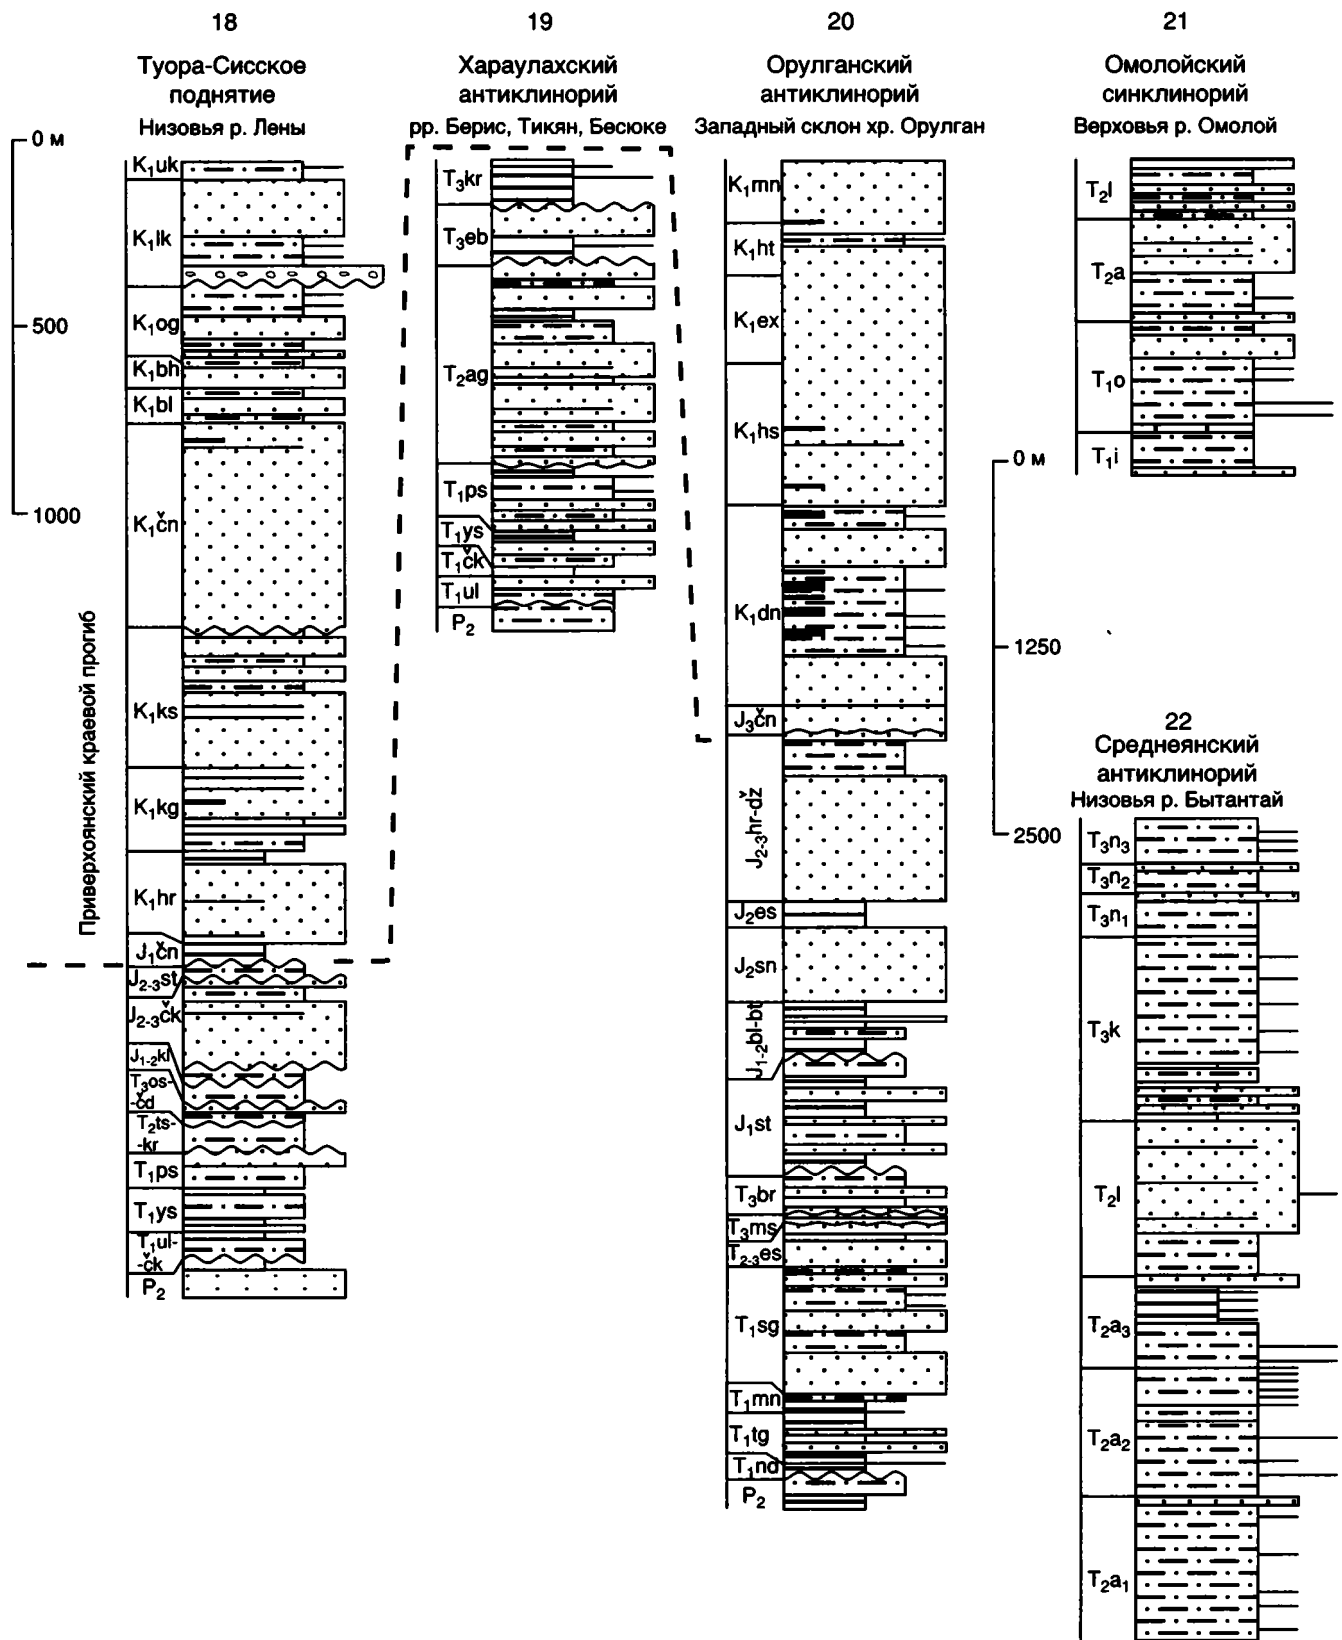 18
Туора-Сисское
поднятие
Низовья р. Лены
19
Хараулахский
антиклинорий
рр. Берис, Тикян, Бесюке
20
Орулганский
антиклинорий
Западный склон хр. Орулган
21
Омолойский
синклинорий
Верховья р. Омолой
0 м
500
1000
Приверхоянский краевой прогиб
K₁uk
K₁lk
K₁og
K₁bh
K₁bl
K₁čn
K₁ks
K₁kg
K₁hr
J₁čn
J₂₋₃st
J₂₋₃čk
J₁₋₂kl
T₃os-
-čd
T₂ts-
-kr
T₁ps
T₁ys
T₁ul-
-čk
P₂
T₃kr
T₃eb
T₂ag
T₁ps
T₁ys
T₁čk
T₁ul
P₂
K₁mn
K₁ht
K₁ex
K₁hs
K₁dn
J₃čn
J₂₋₃hr-dž
J₂es
J₂sn
J₁₋₂bl-bt
J₁st
T₃br
T₃ms
T₂₋₃es
T₁sg
T₁mn
T₁tg
T₁nd
P₂
0 м
1250
2500
T₂l
T₂a
T₁o
T₁i
22
Среднеянский
антиклинорий
Низовья р. Бытантай
T₃n₃
T₃n₂
T₃n₁
T₃k
T₂l
T₂a₃
T₂a₂
T₂a₁